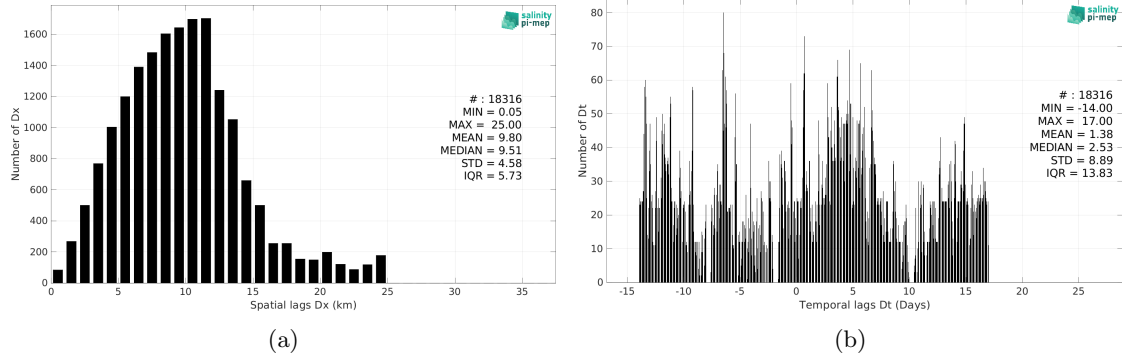 1600
1400
1200
1000
800
600
400
200
0
Number of Dx
0 5 10 15 20 25 30 35
Spatial lags Dx (km)
salinity
pi-mep
# : 18316
MIN = 0.05
MAX = 25.00
MEAN = 9.80
MEDIAN = 9.51
STD = 4.58
IQR = 5.73
(a)
80
70
60
50
40
30
20
10
0
Number of Dt
-15 -10 -5 0 5 10 15 20 25
Temporal lags Dt (Days)
salinity
pi-mep
# : 18316
MIN = -14.00
MAX = 17.00
MEAN = 1.38
MEDIAN = 2.53
STD = 8.89
IQR = 13.83
(b)